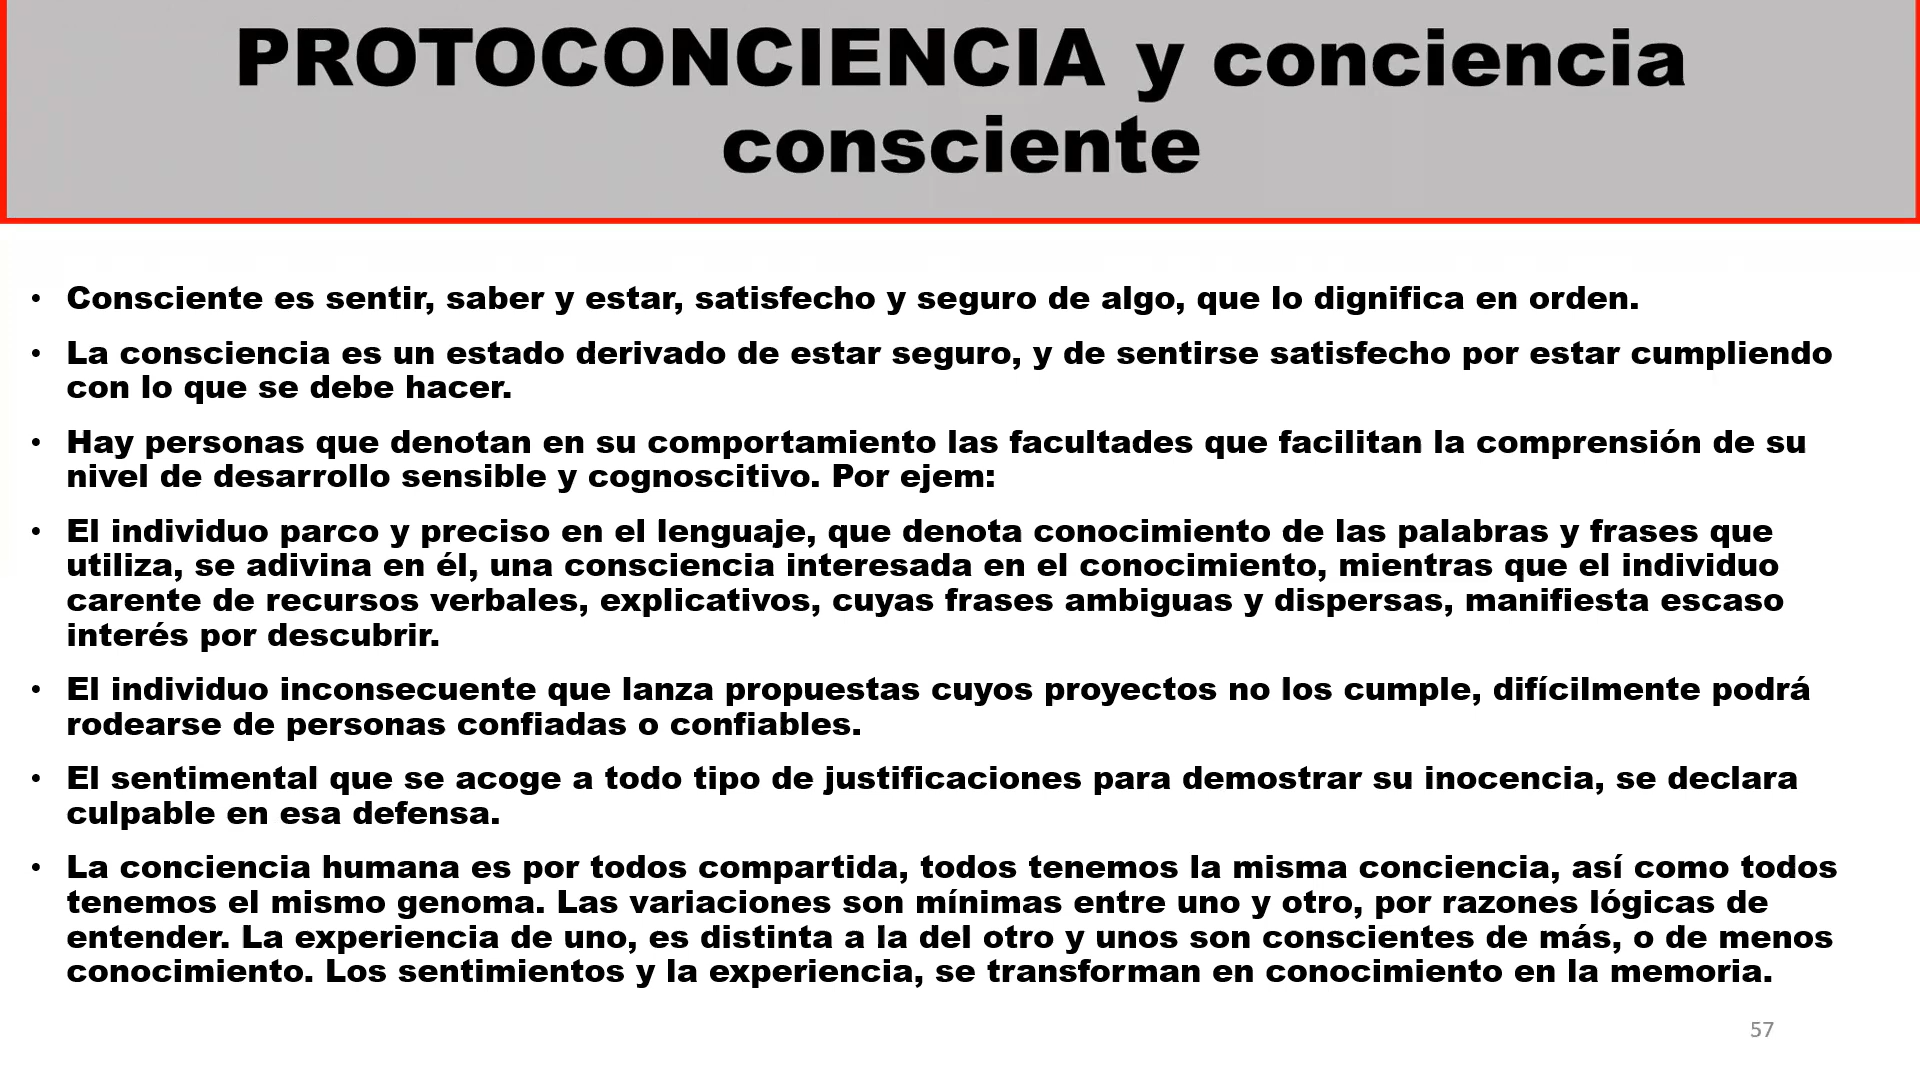 PROTOCONCIENCIA y conciencia
consciente
• Consciente es sentir, saber y estar, satisfecho y seguro de algo, que lo dignifica en orden.
• La consciencia es un estado derivado de estar seguro, y de sentirse satisfecho por estar cumpliendo
con lo que se debe hacer.
• Hay personas que denotan en su comportamiento las facultades que facilitan la comprensión de su
nivel de desarrollo sensible y cognoscitivo. Por ejem:
• El individuo parco y preciso en el lenguaje, que denota conocimiento de las palabras y frases que
utiliza, se adivina en él, una consciencia interesada en el conocimiento, mientras que el individuo
carente de recursos verbales, explicativos, cuyas frases ambiguas y dispersas, manifiesta escaso
interés por descubrir.
• El individuo inconsecuente que lanza propuestas cuyos proyectos no los cumple, difícilmente podrá
rodearse de personas confiadas o confiables.
• El sentimental que se acoge a todo tipo de justificaciones para demostrar su inocencia, se declara
culpable en esa defensa.
• La conciencia humana es por todos compartida, todos tenemos la misma conciencia, así como todos
tenemos el mismo genoma. Las variaciones son mínimas entre uno y otro, por razones lógicas de
entender. La experiencia de uno, es distinta a la del otro y unos son conscientes de más, o de menos
conocimiento. Los sentimientos y la experiencia, se transforman en conocimiento en la memoria.
57